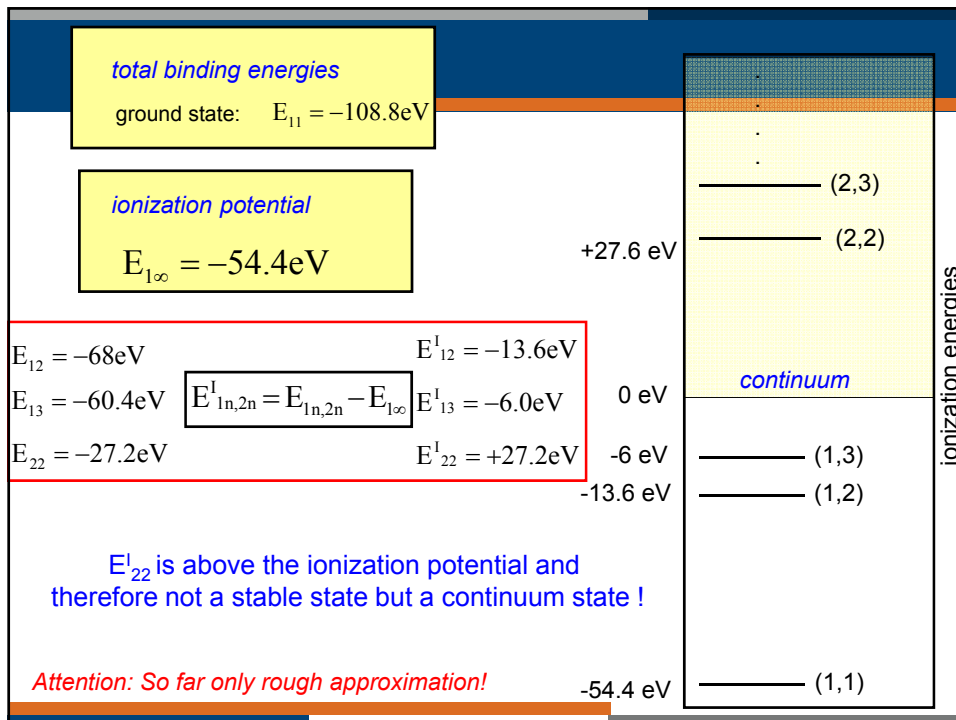 total binding energies
ground state: E₁₁ = −108.8eV
ionization potential
E₁∞ = −54.4eV
E₁₂ = −68eV
E₁₃ = −60.4eV
E₂₂ = −27.2eV
Eᴵ₁ₙ,₂ₙ = E₁ₙ,₂ₙ − E₁∞
Eᴵ₁₂ = −13.6eV
Eᴵ₁₃ = −6.0eV
Eᴵ₂₂ = +27.2eV
Eᴵ₂₂ is above the ionization potential and
therefore not a stable state but a continuum state !
Attention: So far only rough approximation!
(2,3)
+27.6 eV (2,2)
continuum
0 eV
-6 eV (1,3)
-13.6 eV (1,2)
-54.4 eV (1,1)
ionization energies